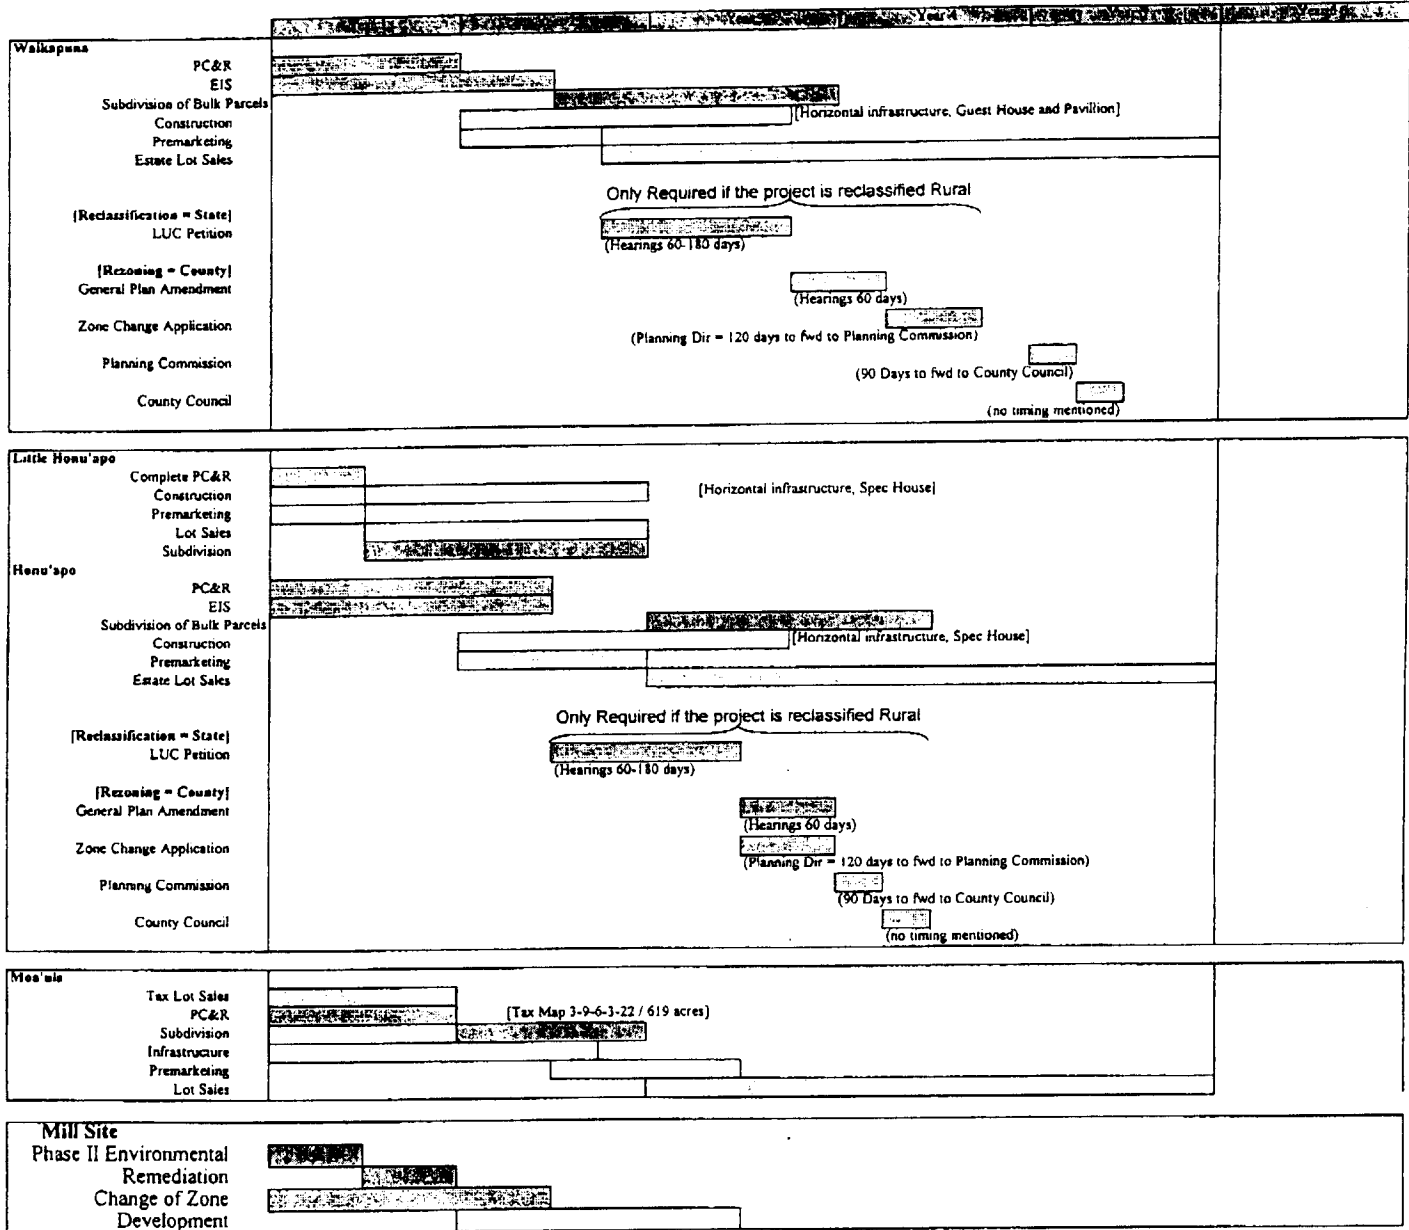 Year 4
Waikapuna
PC&R
EIS
Subdivision of Bulk Parcels
Construction [Horizontal infrastructure, Guest House and Pavillion]
Premarketing
Estate Lot Sales
Only Required if the project is reclassified Rural
[Reclassification = State]
LUC Petition
(Hearings 60-180 days)
[Rezoning = County]
General Plan Amendment
(Hearings 60 days)
Zone Change Application
(Planning Dir = 120 days to fwd to Planning Commission)
Planning Commission
(90 Days to fwd to County Council)
County Council
(no timing mentioned)
Little Honu'apo
Complete PC&R
Construction [Horizontal infrastructure, Spec House]
Premarketing
Lot Sales
Subdivision
Honu'apo
PC&R
EIS
Subdivision of Bulk Parcels
Construction [Horizontal infrastructure, Spec House]
Premarketing
Estate Lot Sales
Only Required if the project is reclassified Rural
[Reclassification = State]
LUC Petition
(Hearings 60-180 days)
[Rezoning = County]
General Plan Amendment
(Hearings 60 days)
Zone Change Application
(Planning Dir = 120 days to fwd to Planning Commission)
Planning Commission
(90 Days to fwd to County Council)
County Council
(no timing mentioned)
Moa'ula
Tax Lot Sales
PC&R [Tax Map 3-9-6-3-22 / 619 acres]
Subdivision
Infrastructure
Premarketing
Lot Sales
Mill Site
Phase II Environmental
Remediation
Change of Zone
Development